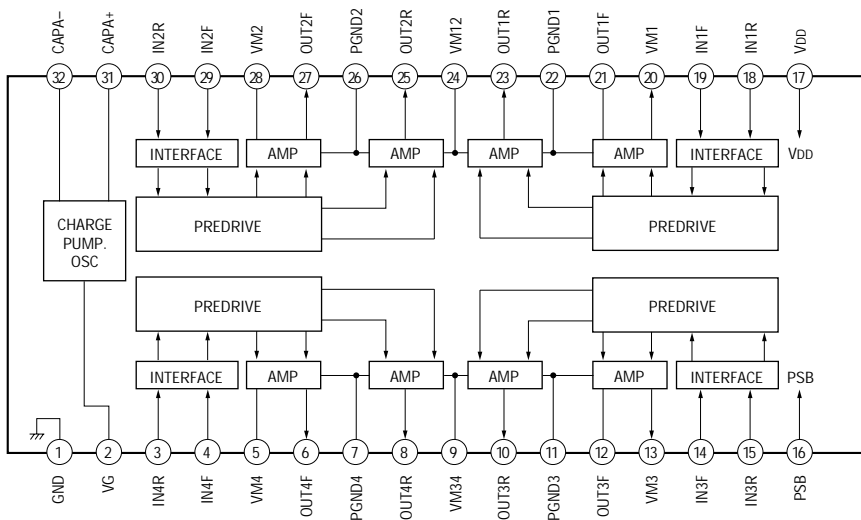 CAPA−
CAPA+
IN2R
IN2F
VM2
OUT2F
PGND2
OUT2R
VM12
OUT1R
PGND1
OUT1F
VM1
IN1F
IN1R
VDD
32
31
30
29
28
27
26
25
24
23
22
21
20
19
18
17
INTERFACE
AMP
AMP
AMP
AMP
INTERFACE
VDD
CHARGE
PUMP.
OSC
PREDRIVE
PREDRIVE
PREDRIVE
PREDRIVE
INTERFACE
AMP
AMP
AMP
AMP
INTERFACE
PSB
1
2
3
4
5
6
7
8
9
10
11
12
13
14
15
16
GND
VG
IN4R
IN4F
VM4
OUT4F
PGND4
OUT4R
VM34
OUT3R
PGND3
OUT3F
VM3
IN3F
IN3R
PSB